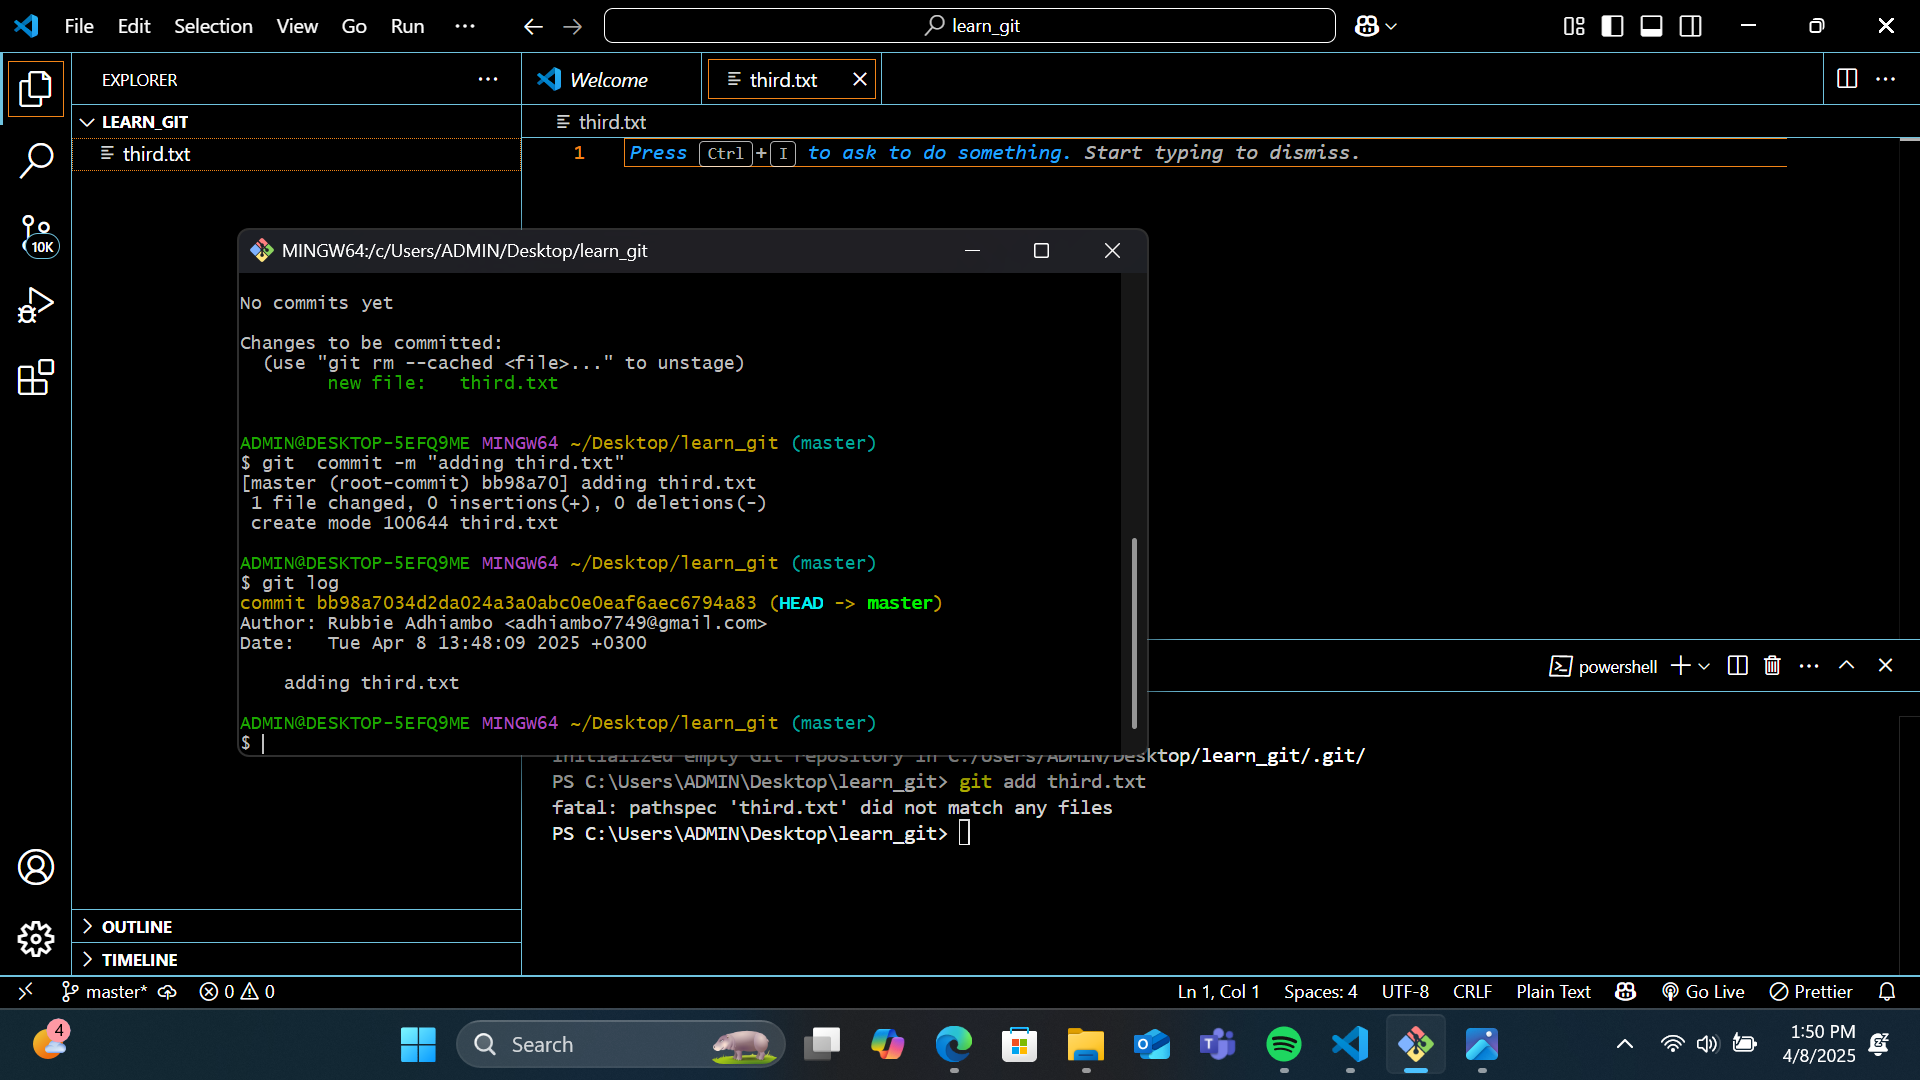 File Edit Selection View Go Run ···
learn_git
EXPLORER
Welcome
third.txt
LEARN_GIT
third.txt
third.txt
1
Press Ctrl + I to ask to do something. Start typing to dismiss.
10K
MINGW64:/c/Users/ADMIN/Desktop/learn_git
No commits yet
Changes to be committed:
(use "git rm --cached <file>..." to unstage)
new file: third.txt
ADMIN@DESKTOP-5EFQ9ME MINGW64 ~/Desktop/learn_git (master)
$ git  commit -m "adding third.txt"
[master (root-commit) bb98a70] adding third.txt
1 file changed, 0 insertions(+), 0 deletions(-)
create mode 100644 third.txt
ADMIN@DESKTOP-5EFQ9ME MINGW64 ~/Desktop/learn_git (master)
$ git log
commit bb98a7034d2da024a3a0abc0e0eaf6aec6794a83 (HEAD -> master)
Author: Rubbie Adhiambo <adhiambo7749@gmail.com>
Date:   Tue Apr 8 13:48:09 2025 +0300
adding third.txt
ADMIN@DESKTOP-5EFQ9ME MINGW64 ~/Desktop/learn_git (master)
$
powershell
Initialized empty Git repository in C:/Users/ADMIN/Desktop/learn_git/.git/
PS C:\Users\ADMIN\Desktop\learn_git> git add third.txt
fatal: pathspec 'third.txt' did not match any files
PS C:\Users\ADMIN\Desktop\learn_git>
OUTLINE
TIMELINE
master* 0 0
Ln 1, Col 1 Spaces: 4 UTF-8 CRLF Plain Text Go Live Prettier
4
Search
1:50 PM
4/8/2025